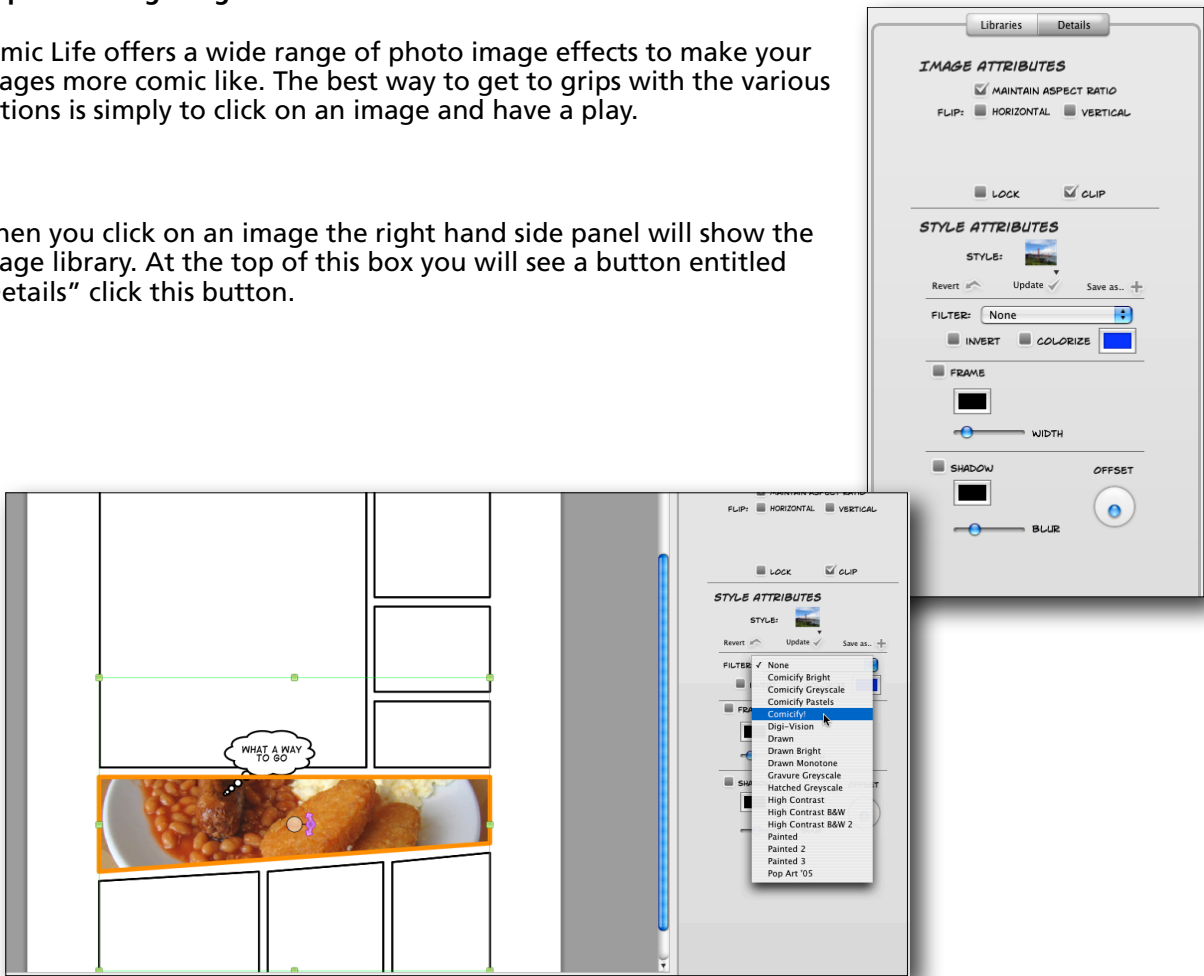 mic Life offers a wide range of photo image effects to make your
ages more comic like. The best way to get to grips with the various
tions is simply to click on an image and have a play.
hen you click on an image the right hand side panel will show the
age library. At the top of this box you will see a button entitled
etails” click this button.
Libraries Details
IMAGE ATTRIBUTES
MAINTAIN ASPECT RATIO
FLIP: HORIZONTAL VERTICAL
LOCK CLIP
STYLE ATTRIBUTES
STYLE:
Revert Update Save as..
FILTER: None
INVERT COLORIZE
FRAME
WIDTH
SHADOW OFFSET
BLUR
WHAT A WAY
TO GO
MAINTAIN ASPECT RATIO
FLIP: HORIZONTAL VERTICAL
LOCK CLIP
STYLE ATTRIBUTES
STYLE:
Revert Update Save as..
FILTER ✓ None
Comicify Bright
Comicify Greyscale
Comicify Pastels
Comicify!
Digi-Vision
Drawn
Drawn Bright
Drawn Monotone
Gravure Greyscale
Hatched Greyscale
High Contrast
High Contrast B&W
High Contrast B&W 2
Painted
Painted 2
Painted 3
Pop Art '05
FRA
SH